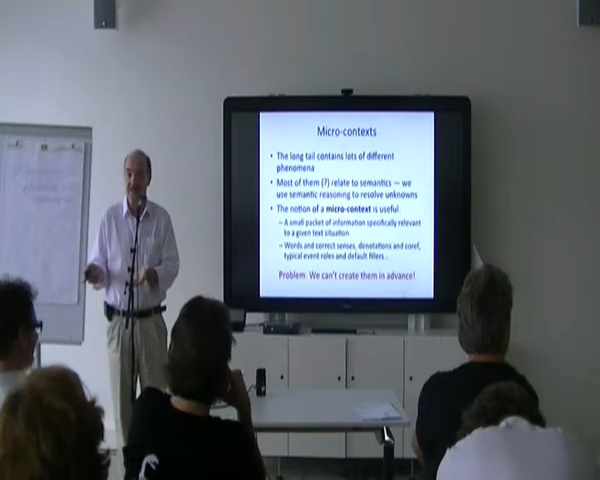 Micro-contexts
• The long tail contains lots of different
phenomena
• Most of them (?) relate to semantics — we
use semantic reasoning to resolve unknowns
• The notion of a micro-context is useful
– A small packet of information specifically relevant
to a given text situation
– Words and correct senses, denotations and coref,
typical event roles and default fillers…
Problem: We can't create them in advance!